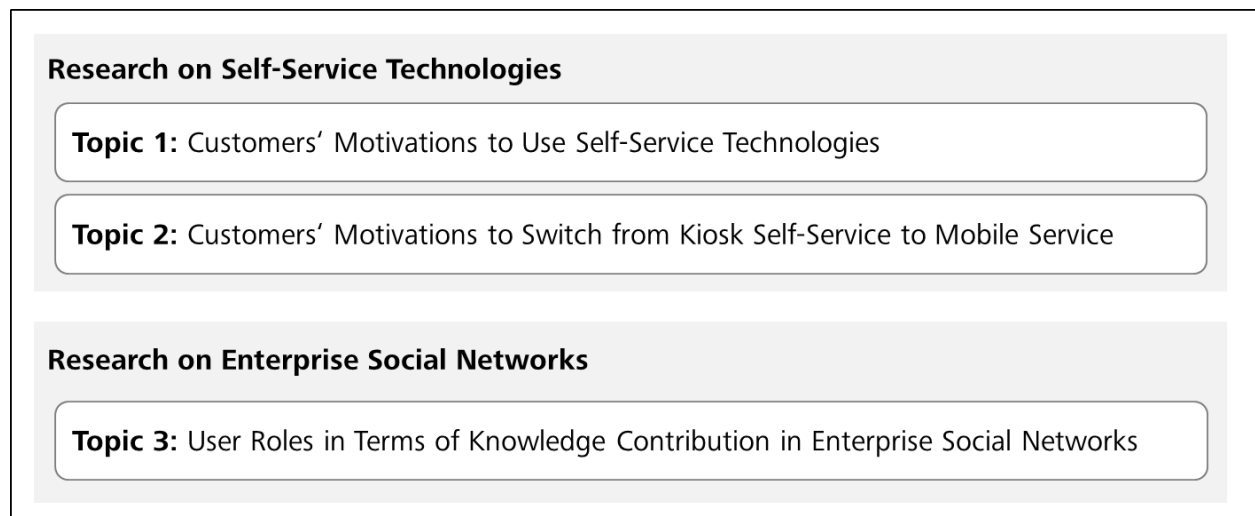 Research on Self-Service Technologies
Topic 1: Customers‘ Motivations to Use Self-Service Technologies
Topic 2: Customers‘ Motivations to Switch from Kiosk Self-Service to Mobile Service
Research on Enterprise Social Networks
Topic 3: User Roles in Terms of Knowledge Contribution in Enterprise Social Networks